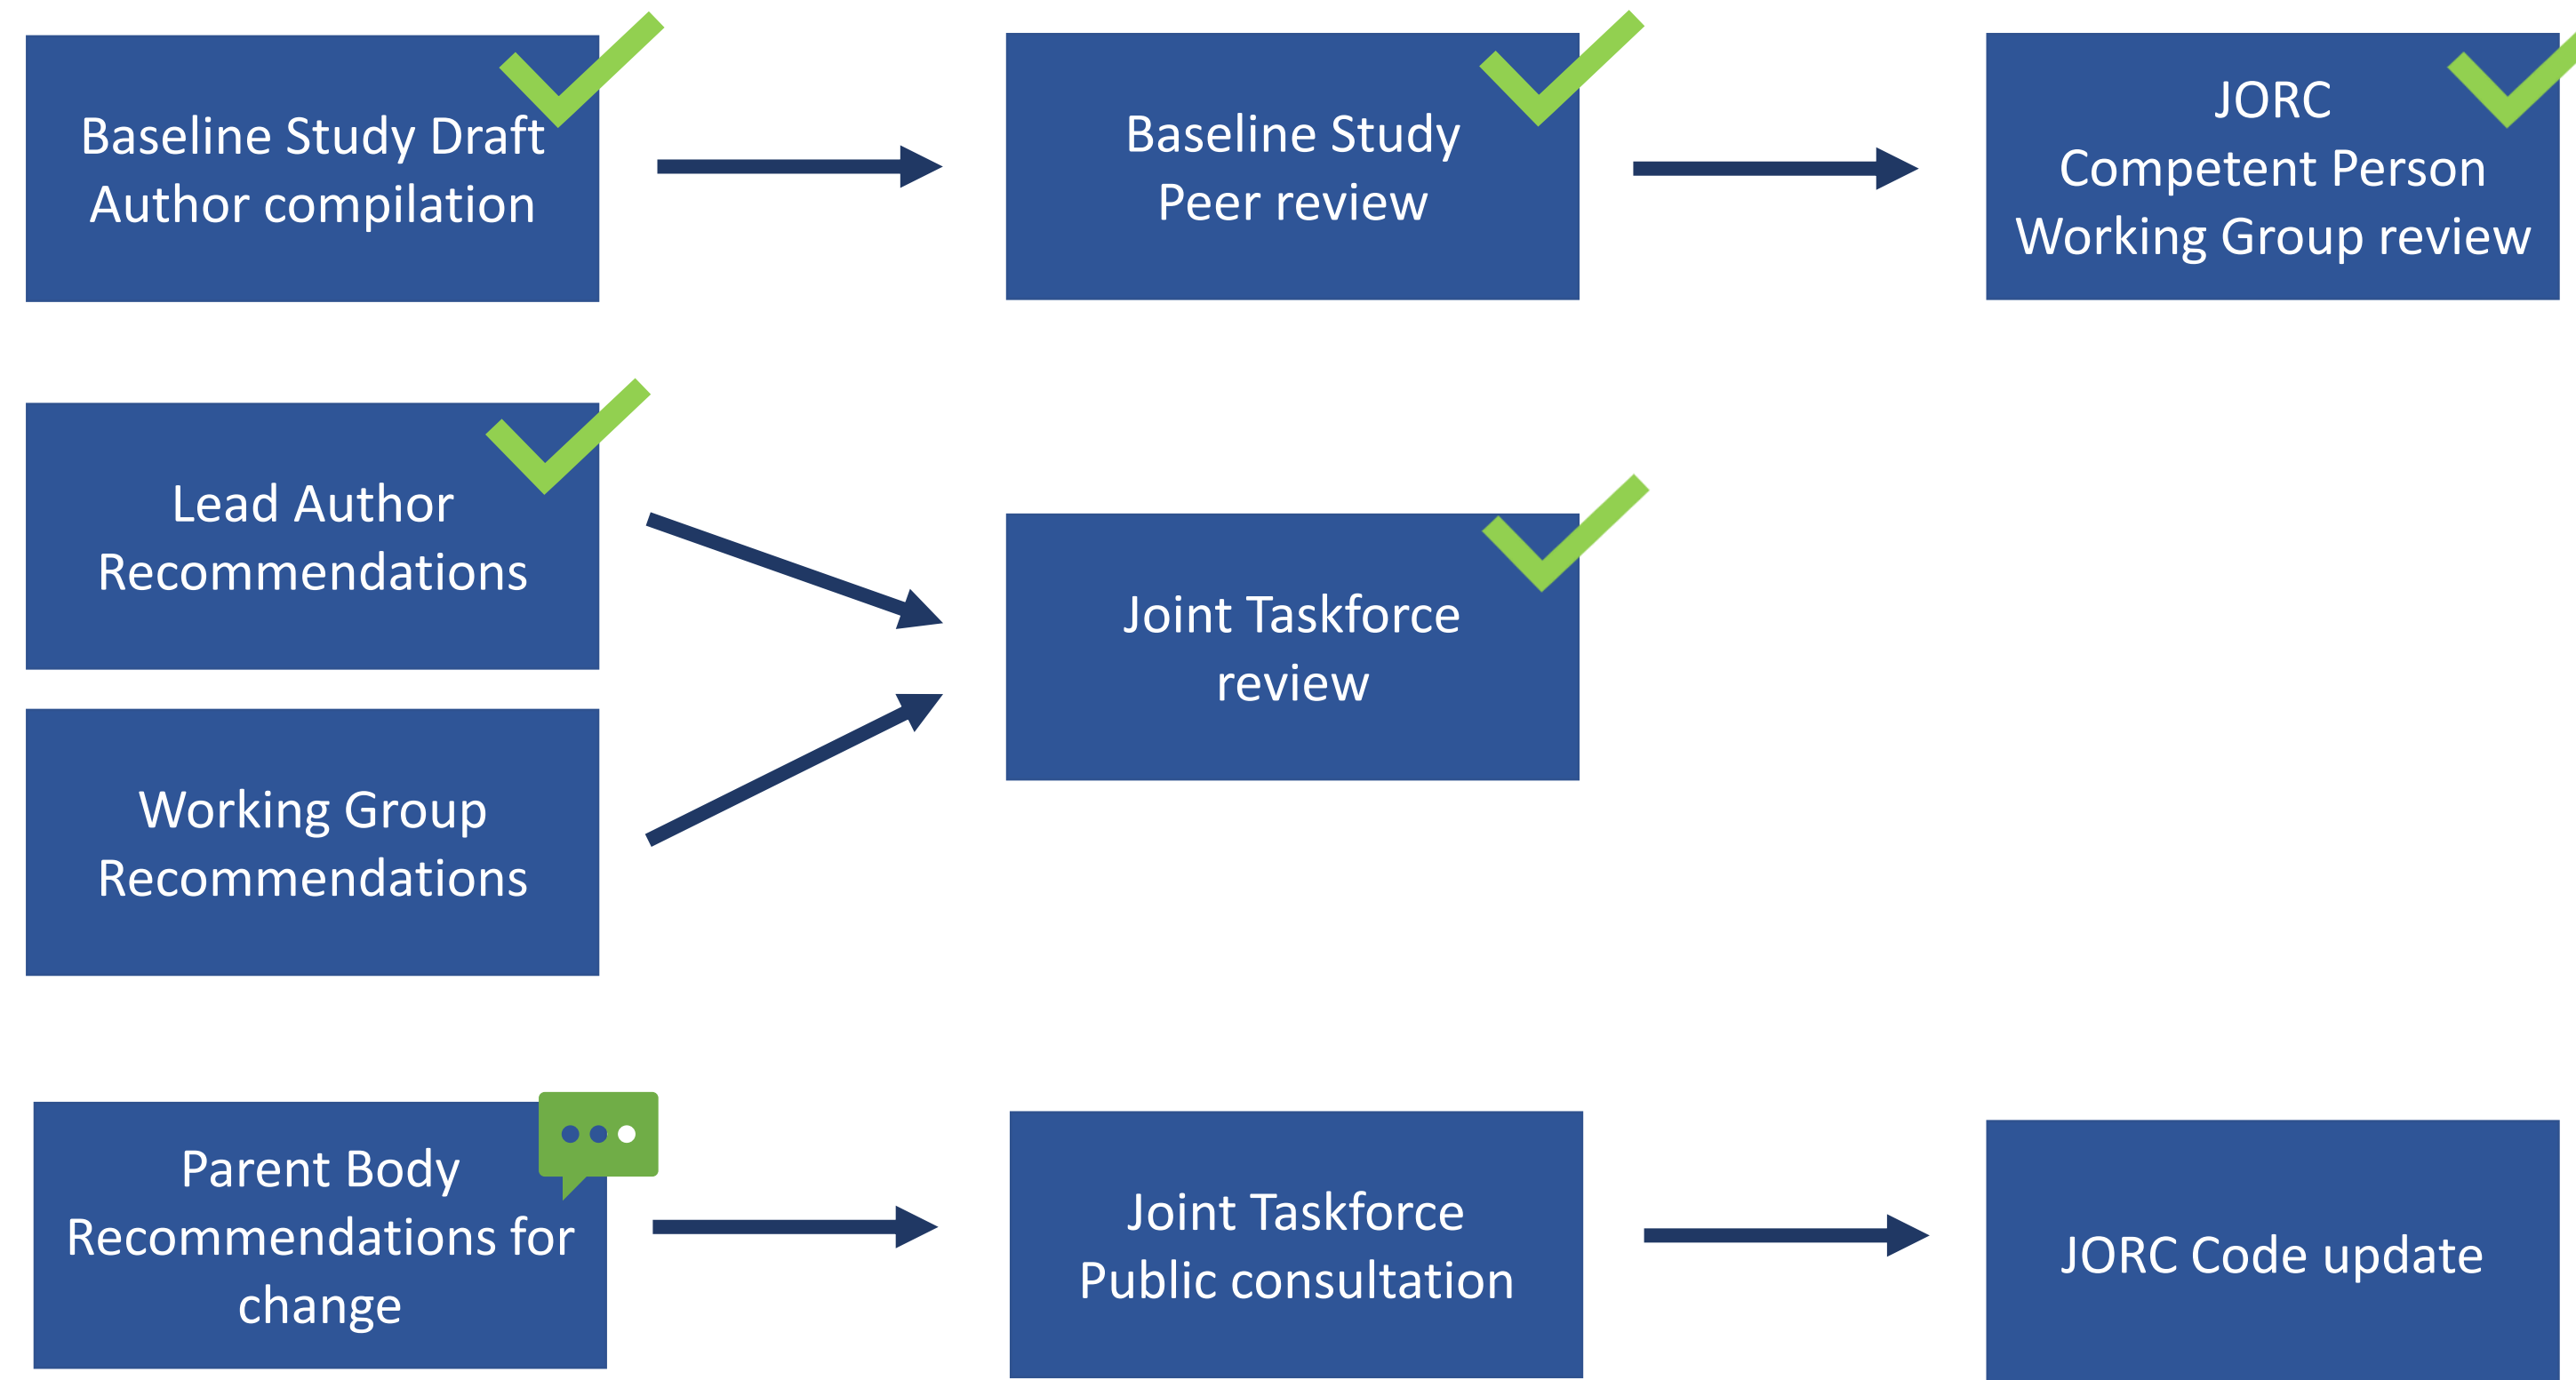 Baseline Study Draft
Author compilation
Baseline Study
Peer review
JORC
Competent Person
Working Group review
Lead Author
Recommendations
Joint Taskforce
review
Working Group
Recommendations
Parent Body
Recommendations for
change
Joint Taskforce
Public consultation
JORC Code update